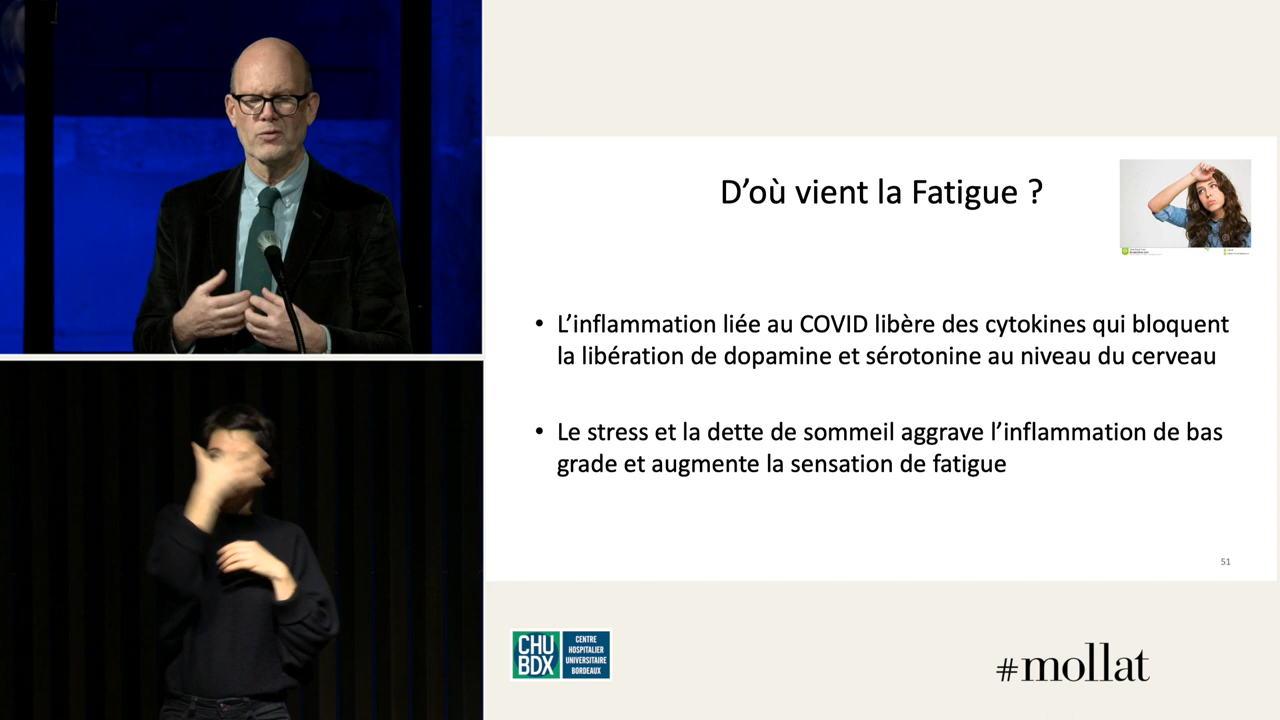 D’où vient la Fatigue ?
• L’inflammation liée au COVID libère des cytokines qui bloquent
la libération de dopamine et sérotonine au niveau du cerveau
• Le stress et la dette de sommeil aggrave l’inflammation de bas
grade et augmente la sensation de fatigue
51
CHU
BDX
CENTRE
HOSPITALIER
UNIVERSITAIRE
BORDEAUX
#mollat